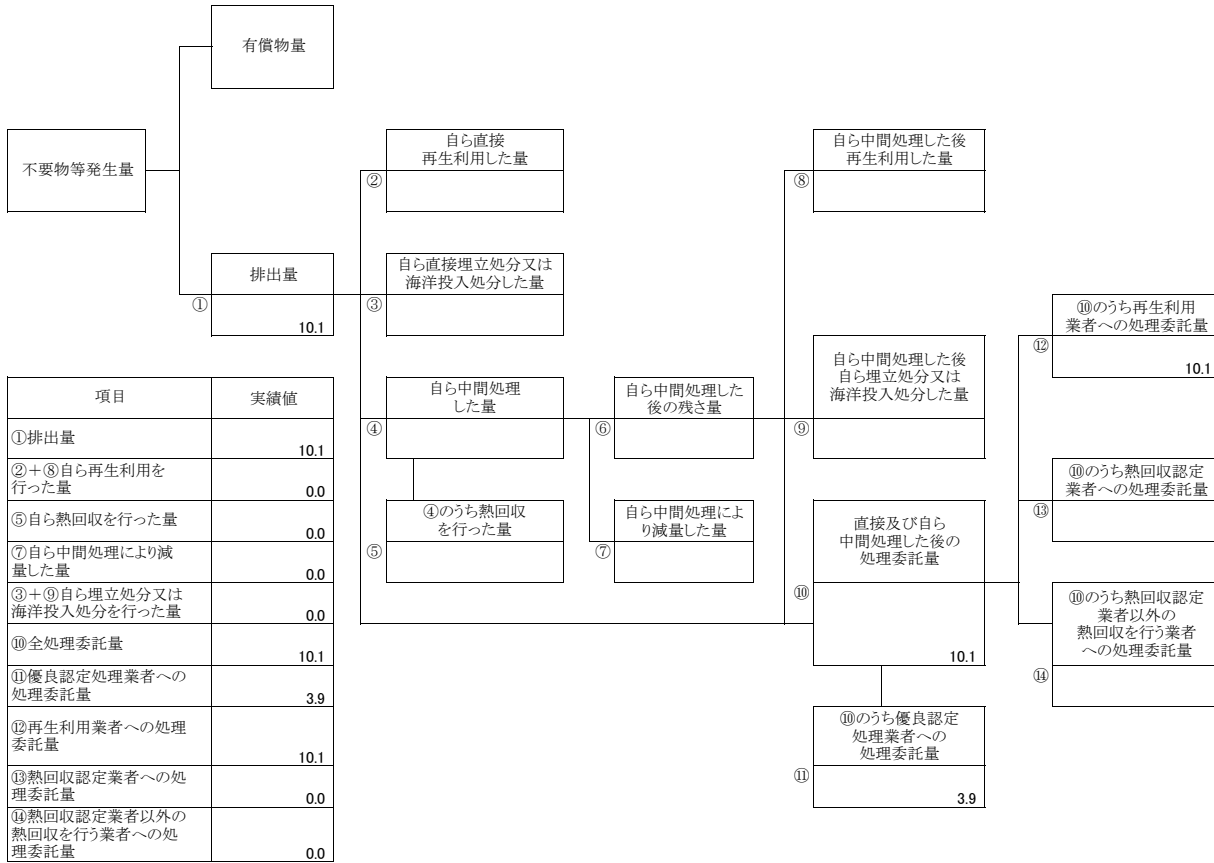 有償物量
不要物等発生量
自ら直接
再生利用した量
②
自ら中間処理した後
再生利用した量
⑧
排出量
①
10.1
自ら直接埋立処分又は
海洋投入処分した量
③
⑩のうち再生利用
業者への処理委託量
⑫
10.1
自ら中間処理
した量
④
自ら中間処理した
後の残さ量
⑥
自ら中間処理した後
自ら埋立処分又は
海洋投入処分した量
⑨
④のうち熱回収
を行った量
⑤
自ら中間処理によ
り減量した量
⑦
直接及び自ら
中間処理した後の
処理委託量
⑩
10.1
⑩のうち熱回収認定
業者への処理委託量
⑬
⑩のうち熱回収認定
業者以外の
熱回収を行う業者
への処理委託量
⑭
⑩のうち優良認定
処理業者への
処理委託量
⑪
3.9
項目 実績値
①排出量
10.1
②+⑧自ら再生利用を
行った量
0.0
⑤自ら熱回収を行った量
0.0
⑦自ら中間処理により減
量した量
0.0
③+⑨自ら埋立処分又は
海洋投入処分を行った量
0.0
⑩全処理委託量
10.1
⑪優良認定処理業者への
処理委託量
3.9
⑫再生利用業者への処理
委託量
10.1
⑬熱回収認定業者への処
理委託量
0.0
⑭熱回収認定業者以外の
熱回収を行う業者への処
理委託量
0.0